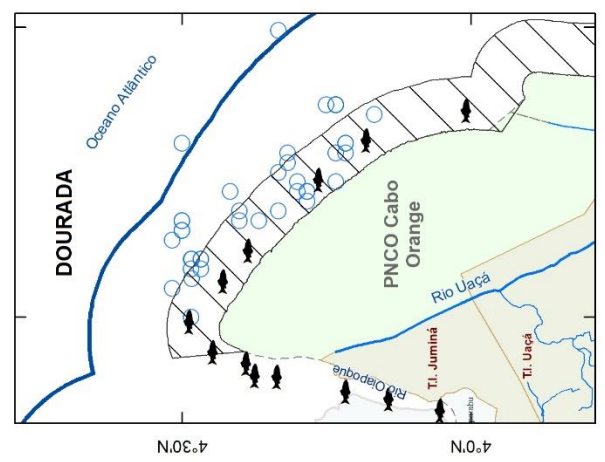 Oceano Atlântico
DOURADA
PNCO Cabo
Orange
Rio Uaçá
T.I. Juminá
T.I. Uaçá
Rio Oiapoque
4°30'N
4°0'N